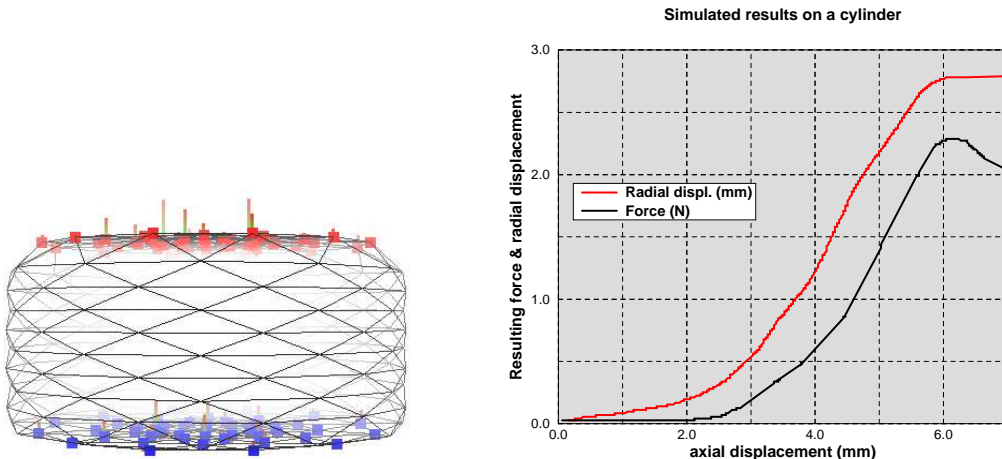 Simulated results on a cylinder
3.0
2.0
1.0
0.0
Resulting force & radial displacement
Radial displ. (mm)
Force (N)
0.0 2.0 4.0 6.0
axial displacement (mm)